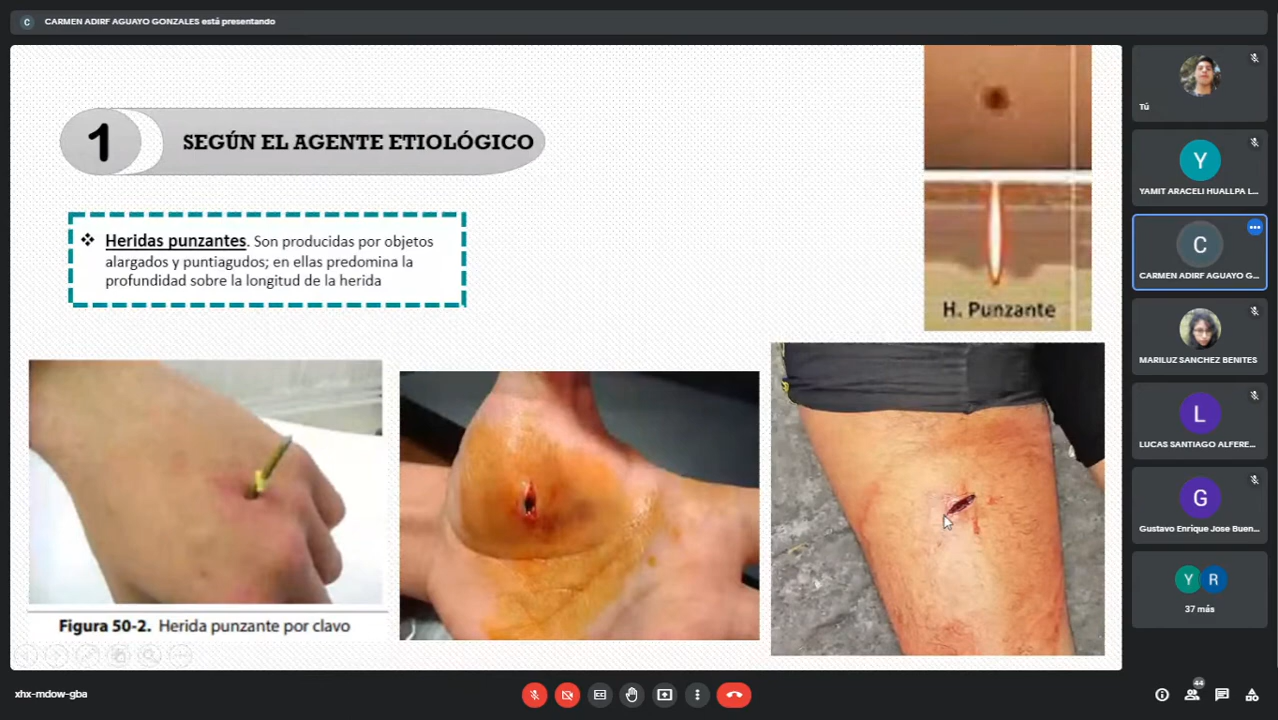 C CARMEN ADIRF AGUAYO GONZALES está presentando
1
SEGÚN EL AGENTE ETIOLÓGICO
Heridas punzantes. Son producidas por objetos
alargados y puntiagudos; en ellas predomina la
profundidad sobre la longitud de la herida
H. Punzante
Figura 50-2. Herida punzante por clavo
Tú
Y
YAMIT ARACELI HUALLPA L...
C
CARMEN ADIRF AGUAYO G...
MARILUZ SANCHEZ BENITES
L
LUCAS SANTIAGO ALFERE...
G
Gustavo Enrique Jose Buen...
Y R
37 más
xhx-mdow-gba
44